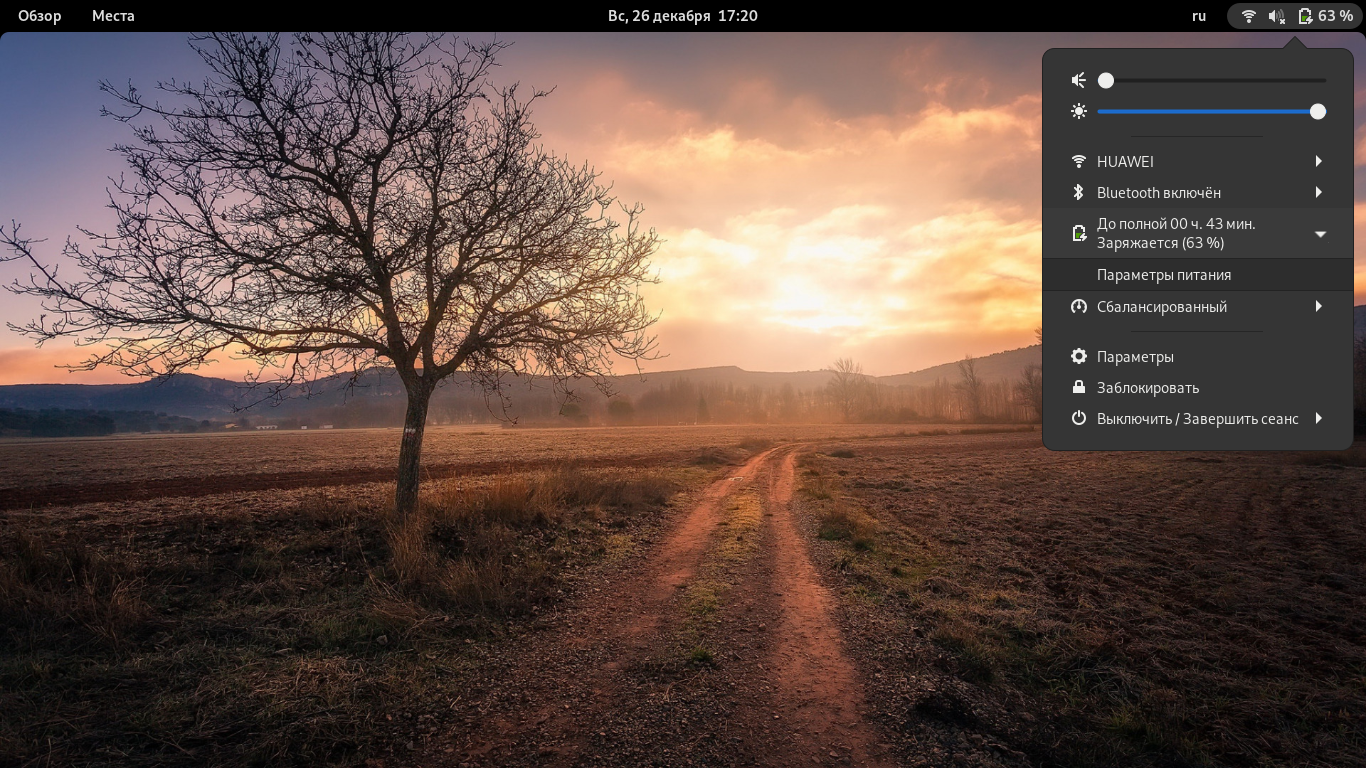 Обзор Места Вс, 26 декабря 17:20 ru 63 %
HUAWEI
Bluetooth включён
До полной 00 ч. 43 мин.
Заряжается (63 %)
Параметры питания
Сбалансированный
Параметры
Заблокировать
Выключить / Завершить сеанс